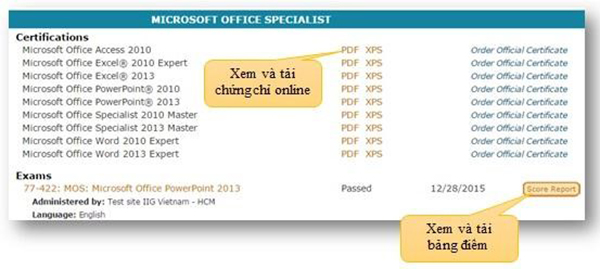 MICROSOFT OFFICE SPECIALIST
Certifications
Microsoft Office Access 2010 PDF XPS Order Official Certificate
Microsoft Office Excel® 2010 Expert PDF XPS Order Official Certificate
Microsoft Office Excel® 2013 PDF XPS Order Official Certificate
Microsoft Office PowerPoint® 2010 PDF XPS Order Official Certificate
Microsoft Office PowerPoint® 2013 PDF XPS Order Official Certificate
Microsoft Office Specialist 2010 Master PDF XPS Order Official Certificate
Microsoft Office Specialist 2013 Master PDF XPS Order Official Certificate
Microsoft Office Word 2010 Expert PDF XPS Order Official Certificate
Microsoft Office Word 2013 Expert PDF XPS Order Official Certificate
Xem và tải
chứng chỉ online
Exams
77-422: MOS: Microsoft Office PowerPoint 2013 Passed 12/28/2015 Score Report
Administered by: Test site IIG Vietnam - HCM
Language: English
Xem và tải
bảng điểm